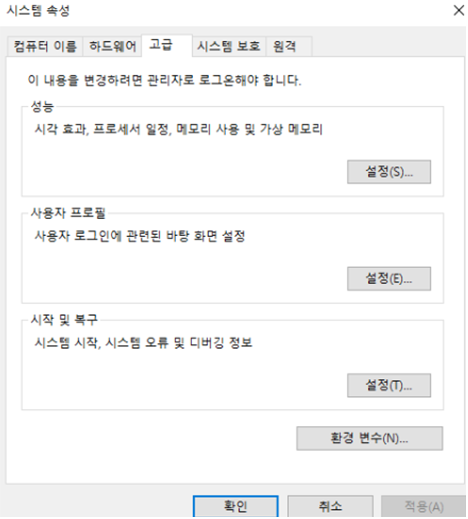 시스템 속성
컴퓨터 이름 하드웨어 고급 시스템 보호 원격
이 내용을 변경하려면 관리자로 로그온해야 합니다.
성능
시각 효과, 프로세서 일정, 메모리 사용 및 가상 메모리
설정(S)...
사용자 프로필
사용자 로그인에 관련된 바탕 화면 설정
설정(E)...
시작 및 복구
시스템 시작, 시스템 오류 및 디버깅 정보
설정(T)...
환경 변수(N)...
확인 취소 적용(A)